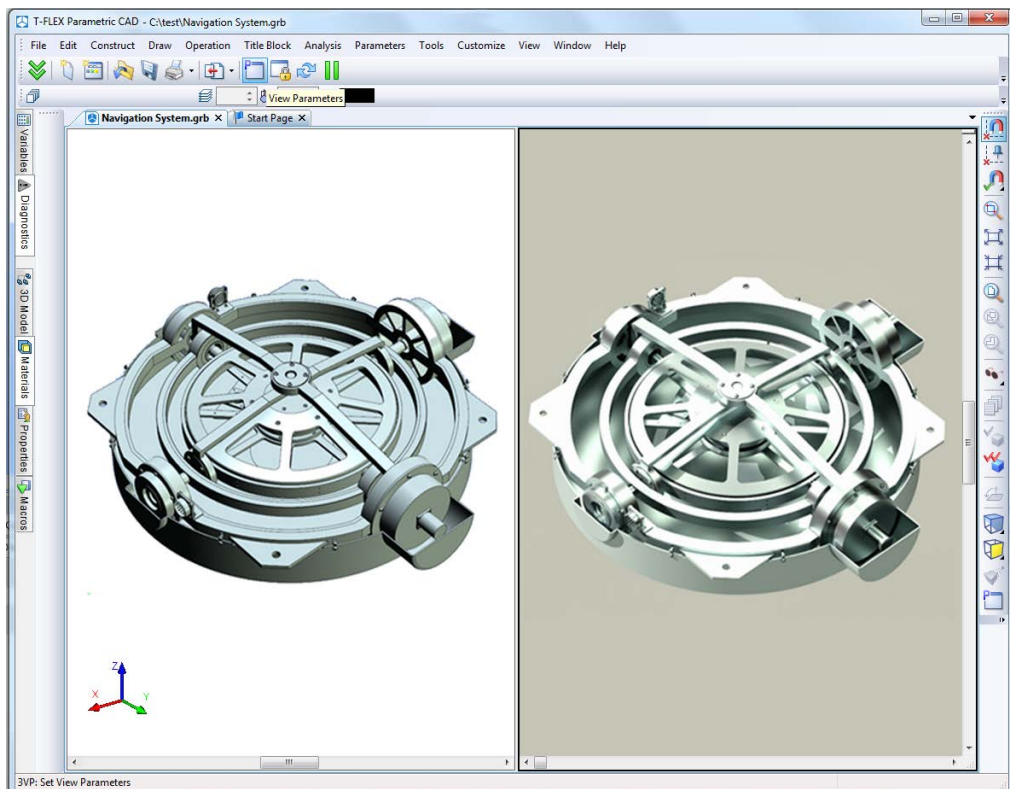 T-FLEX Parametric CAD - C:\test\Navigation System.grb
File Edit Construct Draw Operation Title Block Analysis Parameters Tools Customize View Window Help
View Parameters
Navigation System.grb Start Page
Variables
Diagnostics
3D Model
Materials
Properties
Macros
Z
X
Y
3VP: Set View Parameters